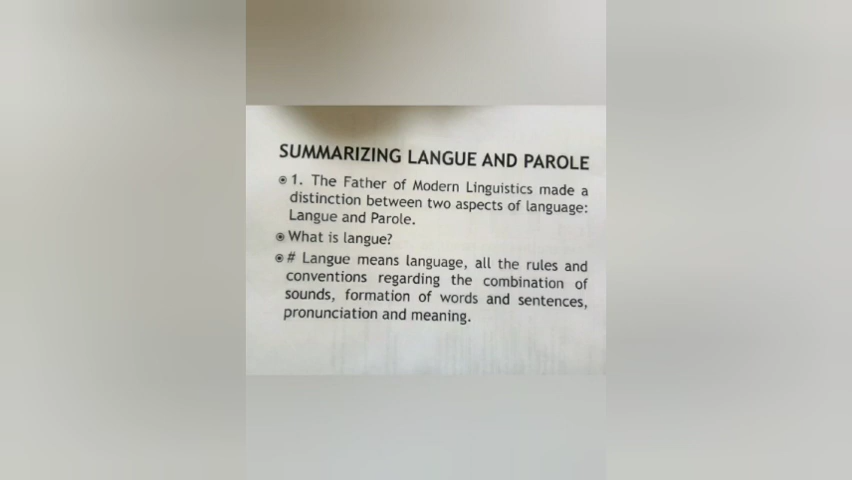 SUMMARIZING LANGUE AND PAROLE
1. The Father of Modern Linguistics made a
distinction between two aspects of language:
Langue and Parole.
What is langue?
# Langue means language, all the rules and
conventions regarding the combination of
sounds, formation of words and sentences,
pronunciation and meaning.